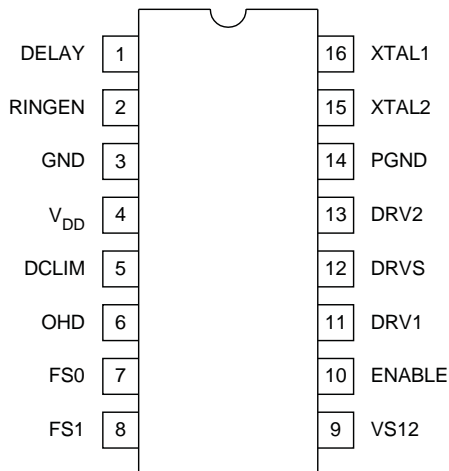 DELAY 1 16 XTAL1
RINGEN 2 15 XTAL2
GND 3 14 PGND
VDD 4 13 DRV2
DCLIM 5 12 DRVS
OHD 6 11 DRV1
FS0 7 10 ENABLE
FS1 8 9 VS12